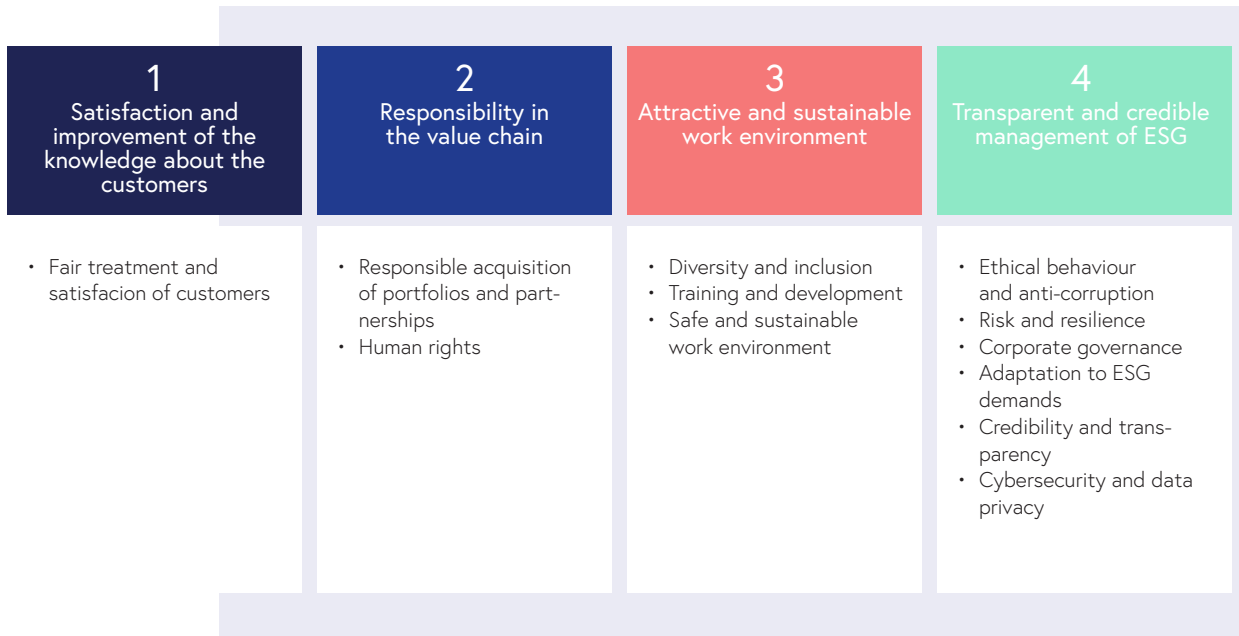 1
Satisfaction and
improvement of the
knowledge about the
customers
• Fair treatment and
satisfacion of customers
2
Responsibility in
the value chain
• Responsible acquisition
of portfolios and part-
nerships
• Human rights
3
Attractive and sustainable
work environment
• Diversity and inclusion
• Training and development
• Safe and sustainable
work environment
4
Transparent and credible
management of ESG
• Ethical behaviour
and anti-corruption
• Risk and resilience
• Corporate governance
• Adaptation to ESG
demands
• Credibility and trans-
parency
• Cybersecurity and data
privacy